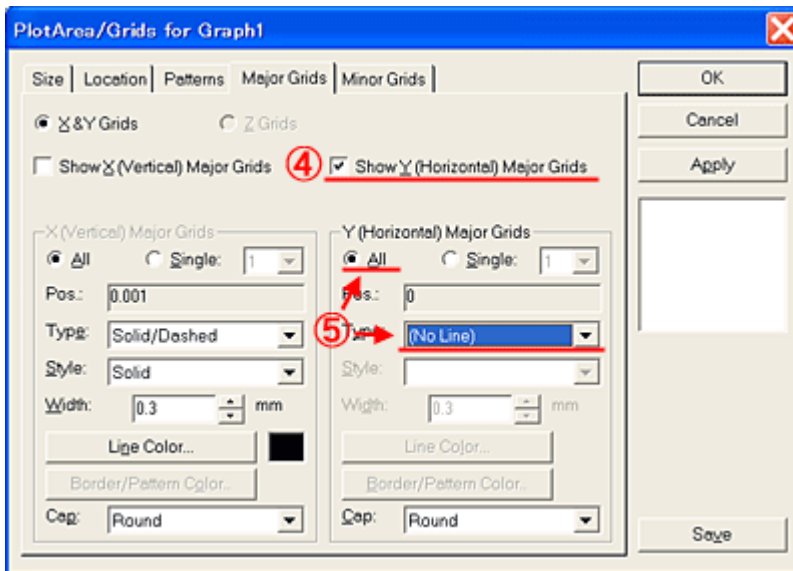 PlotArea/Grids for Graph1
Size Location Patterns Major Grids Minor Grids
OK
X &Y Grids Z Grids
Cancel
Show X (Vertical) Major Grids ④ Show Y (Horizontal) Major Grids
Apply
X (Vertical) Major Grids
All Single: 1
Pos.: 0.001
Type: Solid/Dashed
Style: Solid
Width: 0.3 mm
Line Color...
Border/Pattern Color..
Cap: Round
Y (Horizontal) Major Grids
All Single: 1
Pos.: 0
⑤ Type: (No Line)
Style:
Width: 0.3 mm
Line Color...
Border/Pattern Color..
Cap: Round
Save